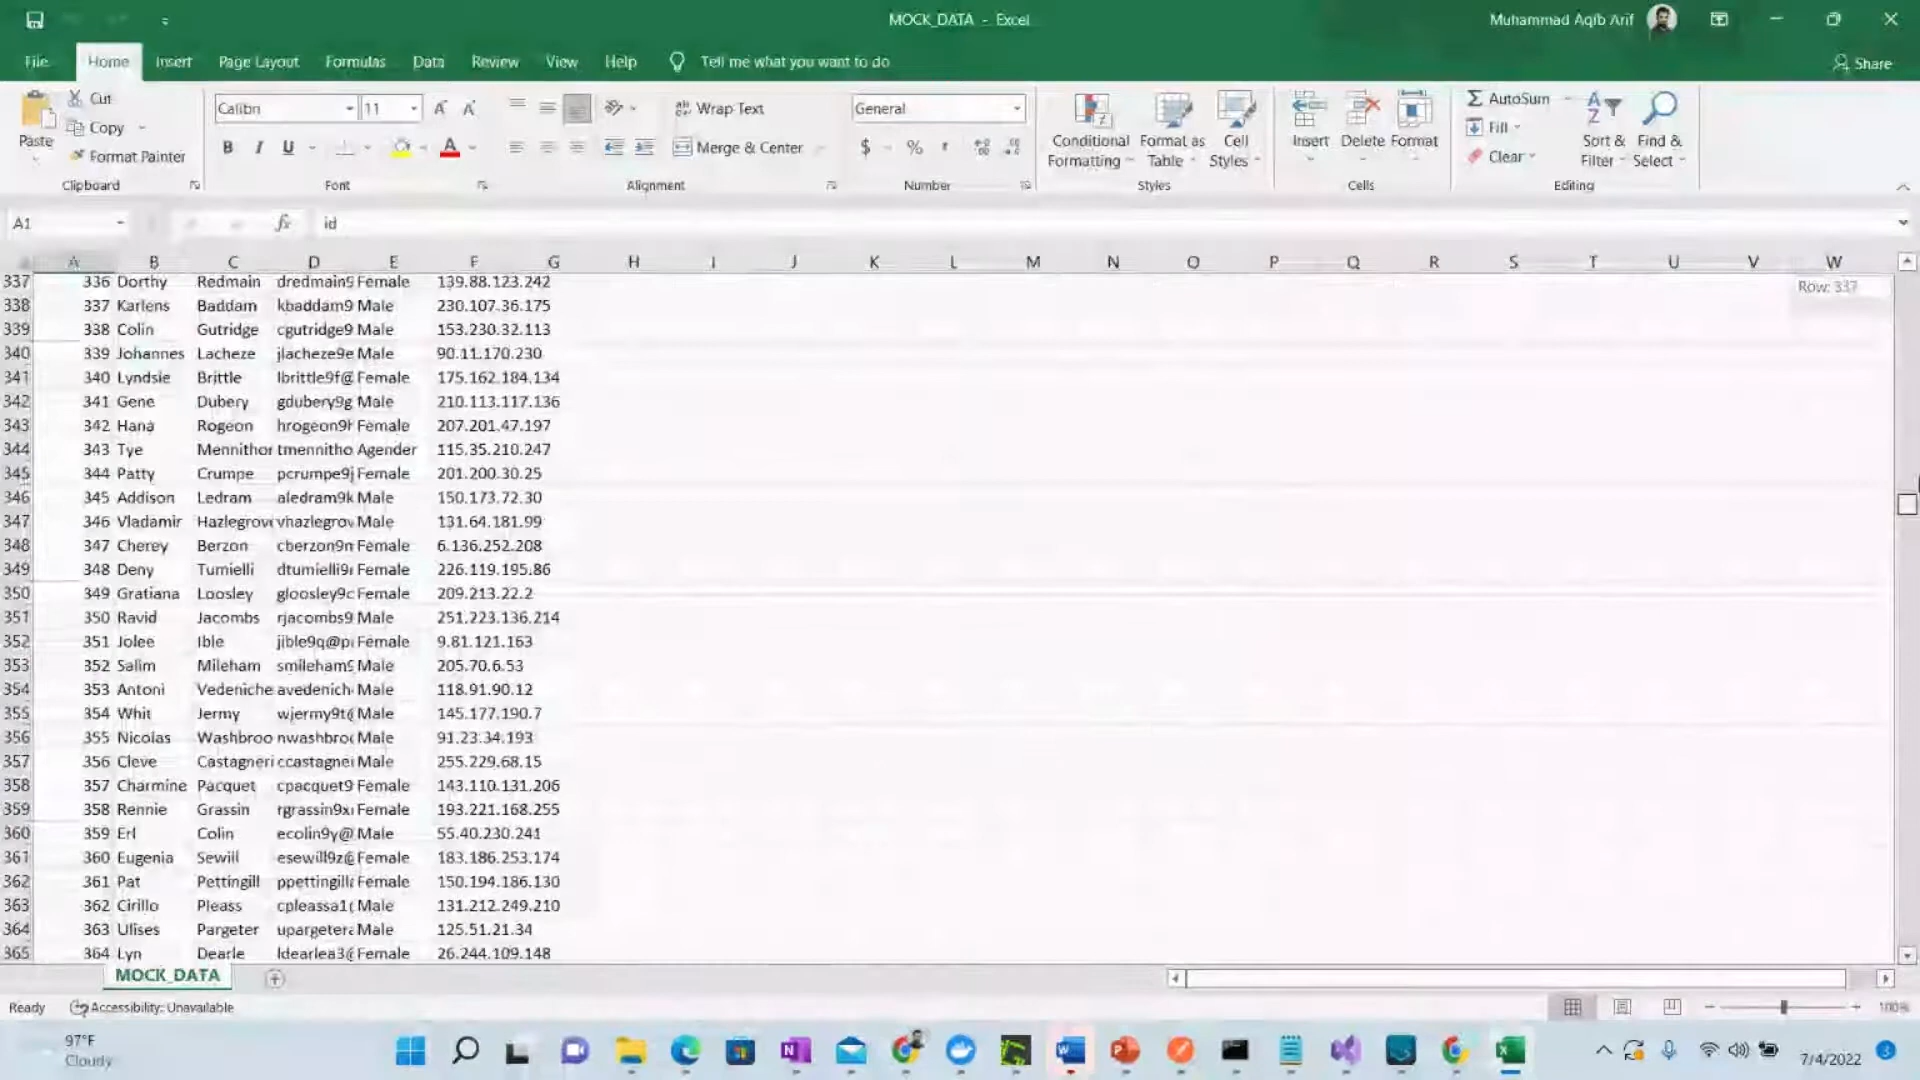 MOCK_DATA - Excel
Muhammad Aqib Arif
File Home Insert Page Layout Formulas Data Review View Help Tell me what you want to do
Share
Paste
Cut
Copy
Format Painter
Clipboard
Calibri 11
B I U
Font
Wrap Text
Merge & Center
Alignment
General
$ %
Number
Conditional Formatting
Format as Table
Cell Styles
Styles
Insert Delete Format
Cells
AutoSum
Fill
Clear
Sort & Filter
Find & Select
Editing
A1 fx id
A B C D E F G H I J K L M N O P Q R S T U V W
Row: 337
337 336 Dorthy Redmain dredmain9 Female 139.88.123.242
338 337 Karlens Baddam kbaddam9 Male 230.107.36.175
339 338 Colin Gutridge cgutridge9 Male 153.230.32.113
340 339 Johannes Lacheze jlacheze9e Male 90.11.170.230
341 340 Lyndsie Brittle lbrittle9f@ Female 175.162.184.134
342 341 Gene Dubery gdubery9g Male 210.113.117.136
343 342 Hana Rogeon hrogeon9h Female 207.201.47.197
344 343 Tye Mennithor tmennitho Agender 115.35.210.247
345 344 Patty Crumpe pcrumpe9j Female 201.200.30.25
346 345 Addison Ledram aledram9k Male 150.173.72.30
347 346 Vladamir Hazlegrove vhazlegrov Male 131.64.181.99
348 347 Cherey Berzon cberzon9m Female 6.136.252.208
349 348 Deny Tumielli dtumielli9 Female 226.119.195.86
350 349 Gratiana Loosley gloosley9 Female 209.213.22.2
351 350 Ravid Jacombs rjacombs9 Male 251.223.136.214
352 351 Jolee Ible jible9q@p Female 9.81.121.163
353 352 Salim Mileham smileham9 Male 205.70.6.53
354 353 Antoni Vedeniche avedenich Male 118.91.90.12
355 354 Whit Jermy wjermy9t@ Male 145.177.190.7
356 355 Nicolas Washbroo nwashbro Male 91.23.34.193
357 356 Cleve Castagneri ccastagne Male 255.229.68.15
358 357 Charmine Pacquet cpacquet9 Female 143.110.131.206
359 358 Rennie Grassin rgrassin9x Female 193.221.168.255
360 359 Erl Colin ecolin9y@ Male 55.40.230.241
361 360 Eugenia Sewill esewill9z@ Female 183.186.253.174
362 361 Pat Pettingill ppettingill Female 150.194.186.130
363 362 Cirillo Pleass cpleassa1 Male 131.212.249.210
364 363 Ulises Pargeter upargeter Male 125.51.21.34
365 364 Lyn Dearle ldearlea3@ Female 26.244.109.148
MOCK_DATA
Ready Accessibility: Unavailable 100%
97°F
Cloudy
7/4/2022 3